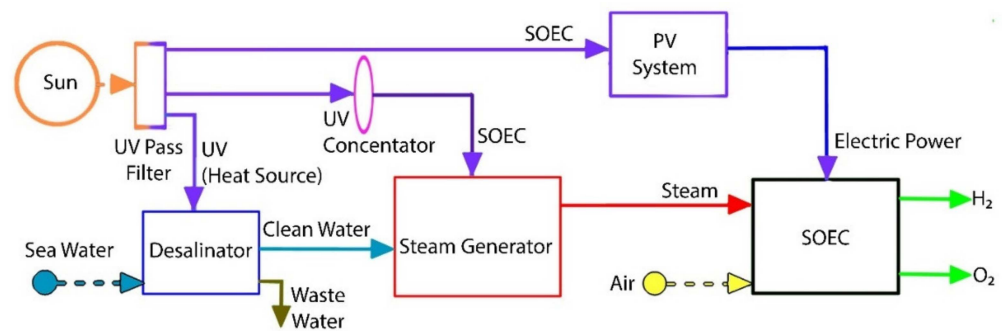 Sun
UV Pass
Filter
UV
(Heat Source)
SOEC
PV
System
UV
Concentator
SOEC
Electric Power
Sea Water
Desalinator
Clean Water
Waste
Water
Steam Generator
Steam
Air
SOEC
H₂
O₂